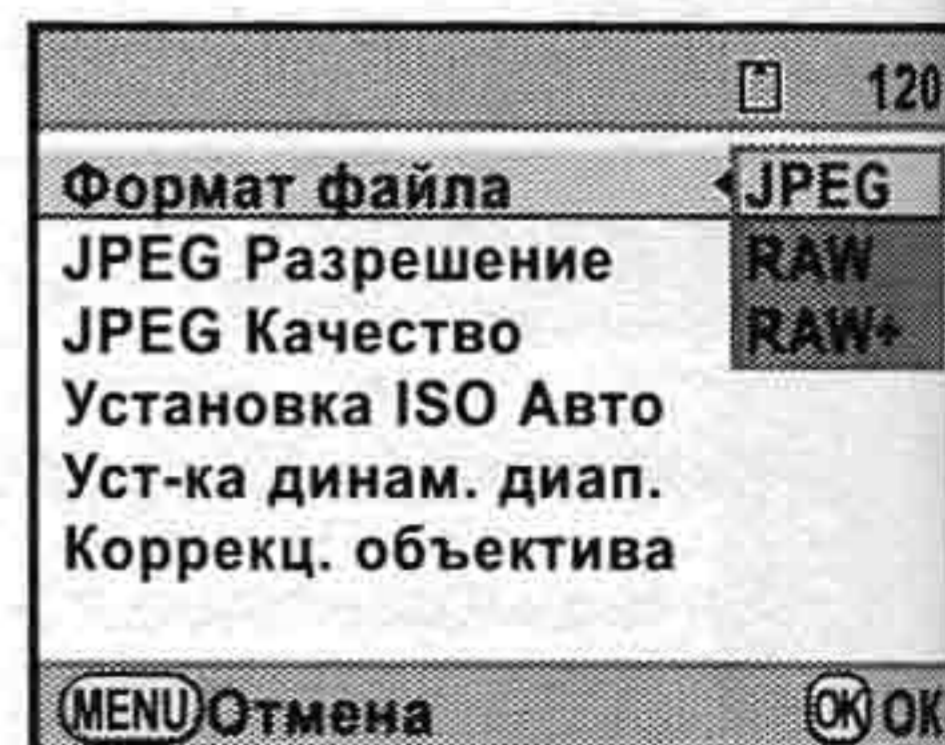 120
Формат файла JPEG
JPEG Разрешение RAW
JPEG Качество RAW+
Установка ISO Авто
Уст-ка динам. диап.
Коррекц. объектива
MENU Отмена OK OK